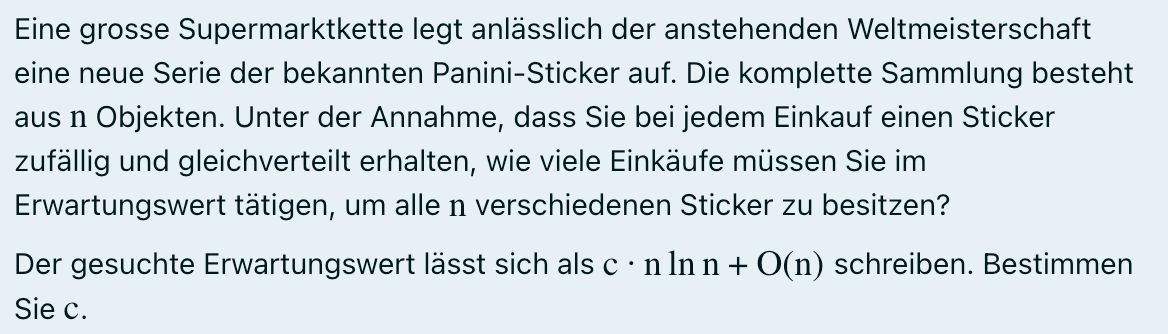 Eine grosse Supermarktkette legt anlässlich der anstehenden Weltmeisterschaft
eine neue Serie der bekannten Panini-Sticker auf. Die komplette Sammlung besteht
aus n Objekten. Unter der Annahme, dass Sie bei jedem Einkauf einen Sticker
zufällig und gleichverteilt erhalten, wie viele Einkäufe müssen Sie im
Erwartungswert tätigen, um alle n verschiedenen Sticker zu besitzen?
Der gesuchte Erwartungswert lässt sich als c · n ln n + O(n) schreiben. Bestimmen
Sie c.